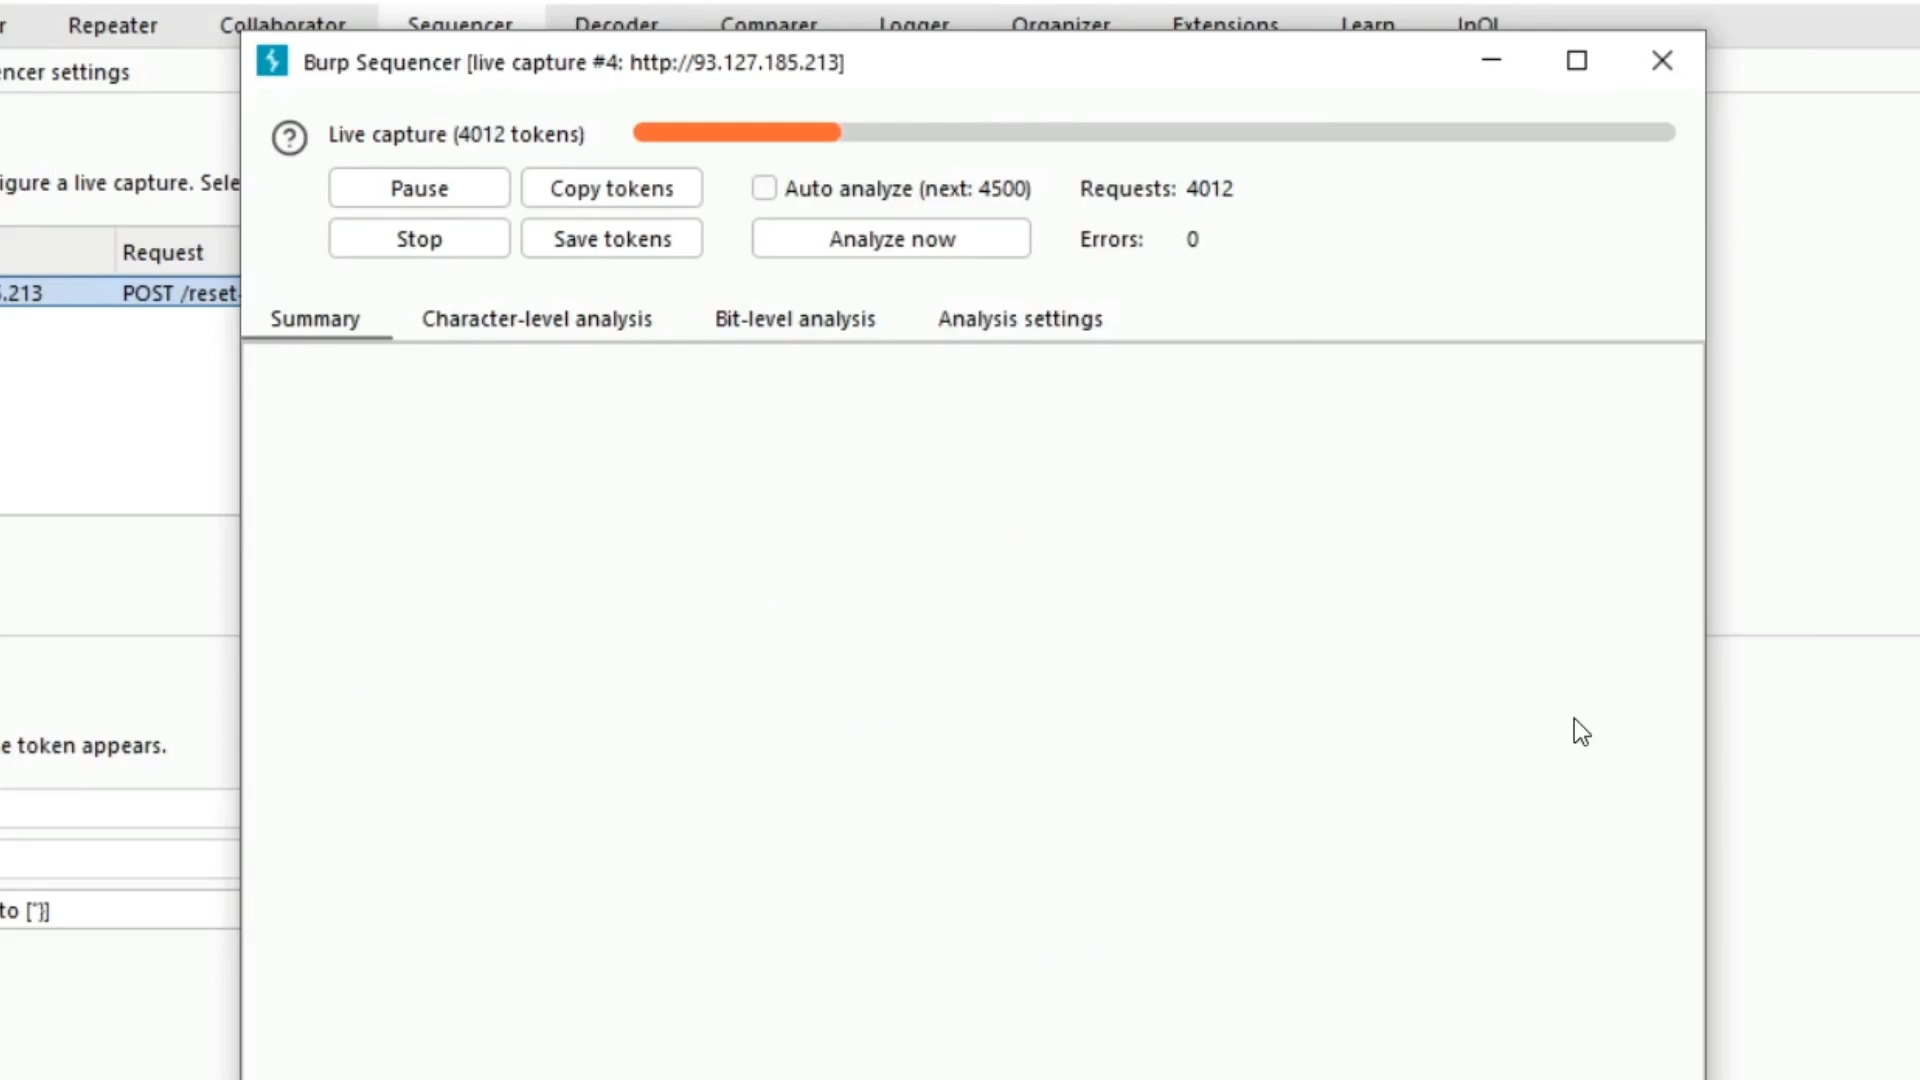 r Repeater Collaborator Sequencer Decoder Comparer Logger Organizer Extensions Learn InQL
encer settings
Burp Sequencer [live capture #4: http://93.127.185.213]
? Live capture (4012 tokens)
igure a live capture. Sele
Pause Copy tokens Auto analyze (next: 4500) Requests: 4012
Stop Save tokens Analyze now Errors: 0
Request
.213 POST /reset-
Summary Character-level analysis Bit-level analysis Analysis settings
e token appears.
to ["}]